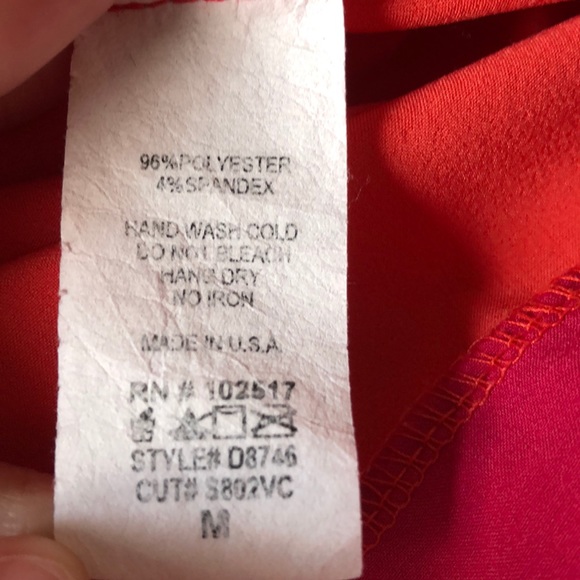 96% POLYESTER
4% SPANDEX
HAND WASH COLD
DO NOT BLEACH
HANG DRY
NO IRON
MADE IN U.S.A.
RN # 102517
STYLE# D8746
CUT# S802VC
M